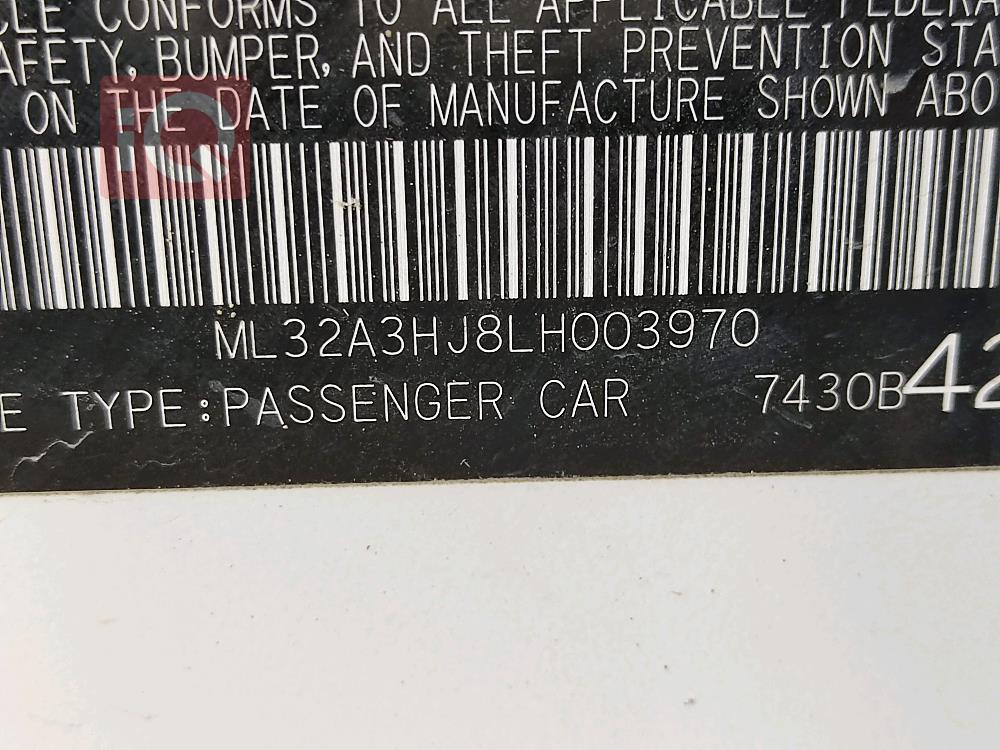 CLE CONFORMS TO ALL APPLICABLE FEDERA
AFETY, BUMPER, AND THEFT PREVENTION STA
ON THE DATE OF MANUFACTURE SHOWN ABO
iQ
ML32A3HJ8LH003970
E TYPE:PASSENGER CAR 7430B42